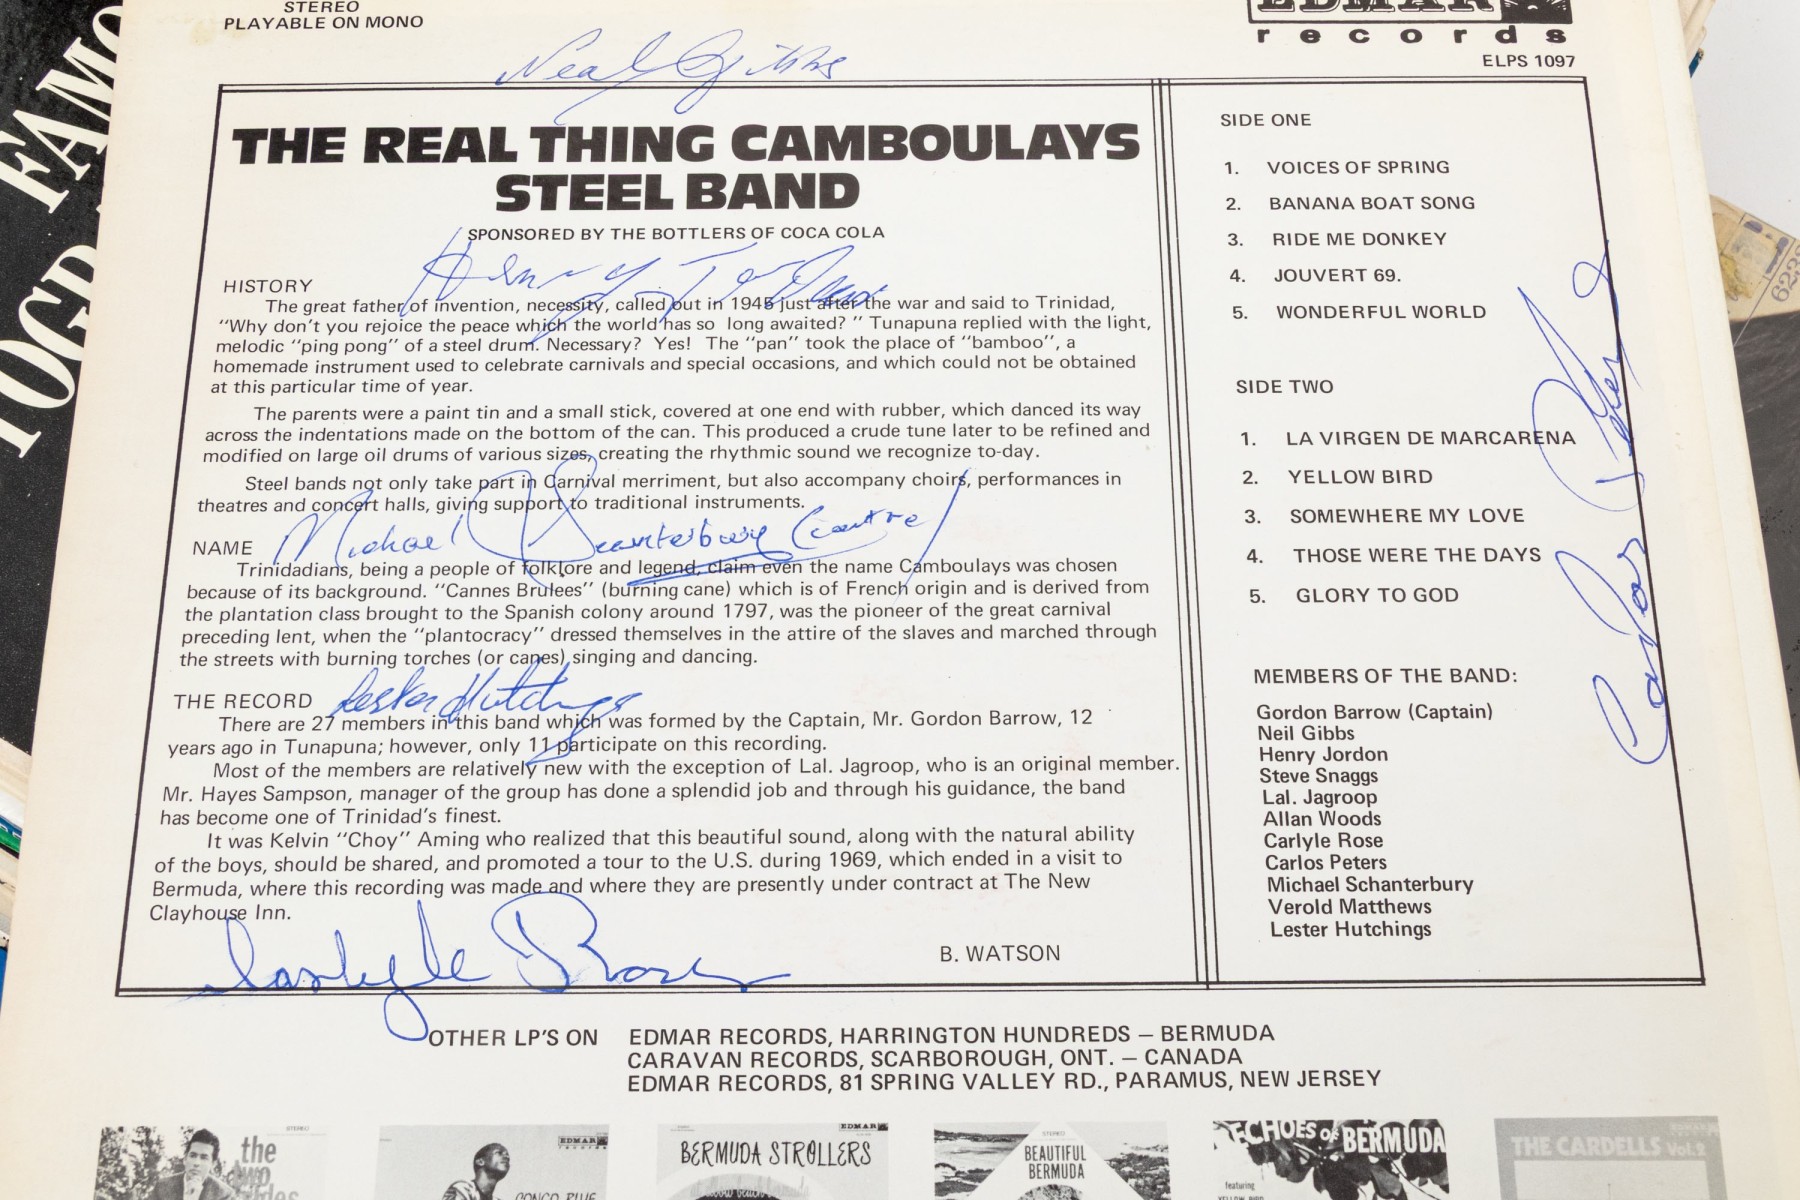 STEREO
PLAYABLE ON MONO
EDMAR
records
ELPS 1097
Neal Gibbs
THE REAL THING CAMBOULAYS
STEEL BAND
SPONSORED BY THE BOTTLERS OF COCA COLA
Henry
HISTORY
The great father of invention, necessity, called out in 1945 just after the war and said to Trinidad,
“Why don’t you rejoice the peace which the world has so long awaited? ” Tunapuna replied with the light,
melodic “ping pong” of a steel drum. Necessary? Yes! The “pan” took the place of “bamboo”, a
homemade instrument used to celebrate carnivals and special occasions, and which could not be obtained
at this particular time of year.
The parents were a paint tin and a small stick, covered at one end with rubber, which danced its way
across the indentations made on the bottom of the can. This produced a crude tune later to be refined and
modified on large oil drums of various sizes, creating the rhythmic sound we recognize to-day.
Steel bands not only take part in Carnival merriment, but also accompany choirs, performances in
theatres and concert halls, giving support to traditional instruments.
Michael
NAME
Trinidadians, being a people of folklore and legend, claim even the name Camboulays was chosen
because of its background. “Cannes Brulees” (burning cane) which is of French origin and is derived from
the plantation class brought to the Spanish colony around 1797, was the pioneer of the great carnival
preceding lent, when the “plantocracy” dressed themselves in the attire of the slaves and marched through
the streets with burning torches (or canes) singing and dancing.
THE RECORD
Lester Hutchings
There are 27 members in this band which was formed by the Captain, Mr. Gordon Barrow, 12
years ago in Tunapuna; however, only 11 participate on this recording.
Most of the members are relatively new with the exception of Lal. Jagroop, who is an original member.
Mr. Hayes Sampson, manager of the group has done a splendid job and through his guidance, the band
has become one of Trinidad’s finest.
It was Kelvin “Choy” Aming who realized that this beautiful sound, along with the natural ability
of the boys, should be shared, and promoted a tour to the U.S. during 1969, which ended in a visit to
Bermuda, where this recording was made and where they are presently under contract at The New
Clayhouse Inn.
B. WATSON
Carlyle Rose
SIDE ONE
1. VOICES OF SPRING
2. BANANA BOAT SONG
3. RIDE ME DONKEY
4. JOUVERT 69.
5. WONDERFUL WORLD
SIDE TWO
1. LA VIRGEN DE MARCARENA
2. YELLOW BIRD
3. SOMEWHERE MY LOVE
4. THOSE WERE THE DAYS
5. GLORY TO GOD
Carlos Peters
MEMBERS OF THE BAND:
Gordon Barrow (Captain)
Neil Gibbs
Henry Jordon
Steve Snaggs
Lal. Jagroop
Allan Woods
Carlyle Rose
Carlos Peters
Michael Schanterbury
Verold Matthews
Lester Hutchings
OTHER LP’S ON
EDMAR RECORDS, HARRINGTON HUNDREDS – BERMUDA
CARAVAN RECORDS, SCARBOROUGH, ONT. – CANADA
EDMAR RECORDS, 81 SPRING VALLEY RD., PARAMUS, NEW JERSEY
STEREO
the
two
EDMAR
CONGO BLUE
EDMAR
BERMUDA STROLLERS
STEREO
BEAUTIFUL
BERMUDA
ECHOES OF BERMUDA
featuring
YELLOW BIRD
THE CARDELLS Vol.2